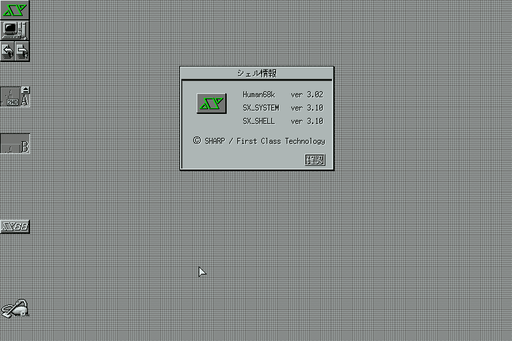 シェル情報
Human68k ver 3.02
SX_SYSTEM ver 3.10
SX_SHELL ver 3.10
© SHARP / First Class Technology
確認
A
B